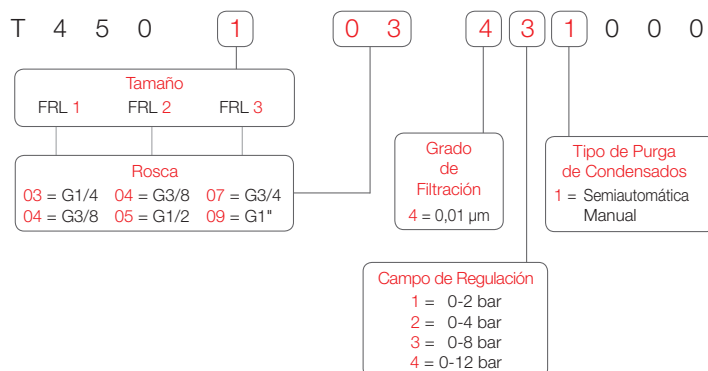 T 4 5 0 1 0 3 4 3 1 0 0 0
Tamaño
FRL 1 FRL 2 FRL 3
Rosca
03 = G1/4 04 = G3/8 07 = G3/4
04 = G3/8 05 = G1/2 09 = G1"
Grado
de
Filtración
4 = 0,01 µm
Tipo de Purga
de Condensados
1 = Semiautomática
Manual
Campo de Regulación
1 = 0-2 bar
2 = 0-4 bar
3 = 0-8 bar
4 = 0-12 bar